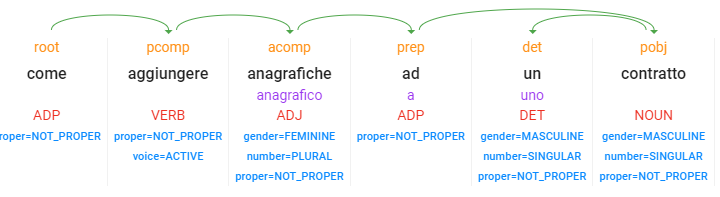 root pcomp acomp prep det pobj
come aggiungere anagrafiche ad un contratto
anagrafico a uno
ADP VERB ADJ ADP DET NOUN
roper=NOT_PROPER proper=NOT_PROPER gender=FEMININE proper=NOT_PROPER gender=MASCULINE gender=MASCULINE
voice=ACTIVE number=PLURAL number=SINGULAR number=SINGULAR
proper=NOT_PROPER proper=NOT_PROPER proper=NOT_PROPER